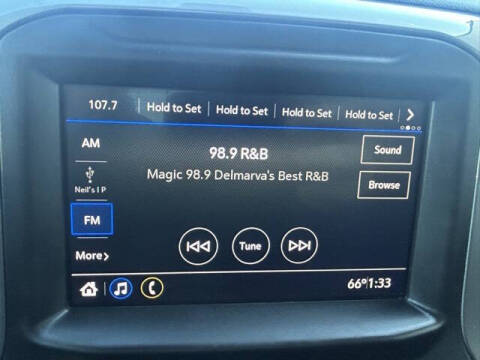 107.7 Hold to Set Hold to Set Hold to Set Hold to Set
AM
98.9 R&B
Sound
Magic 98.9 Delmarva's Best R&B
Neil's I P
Browse
FM
Tune
More
66° 1:33